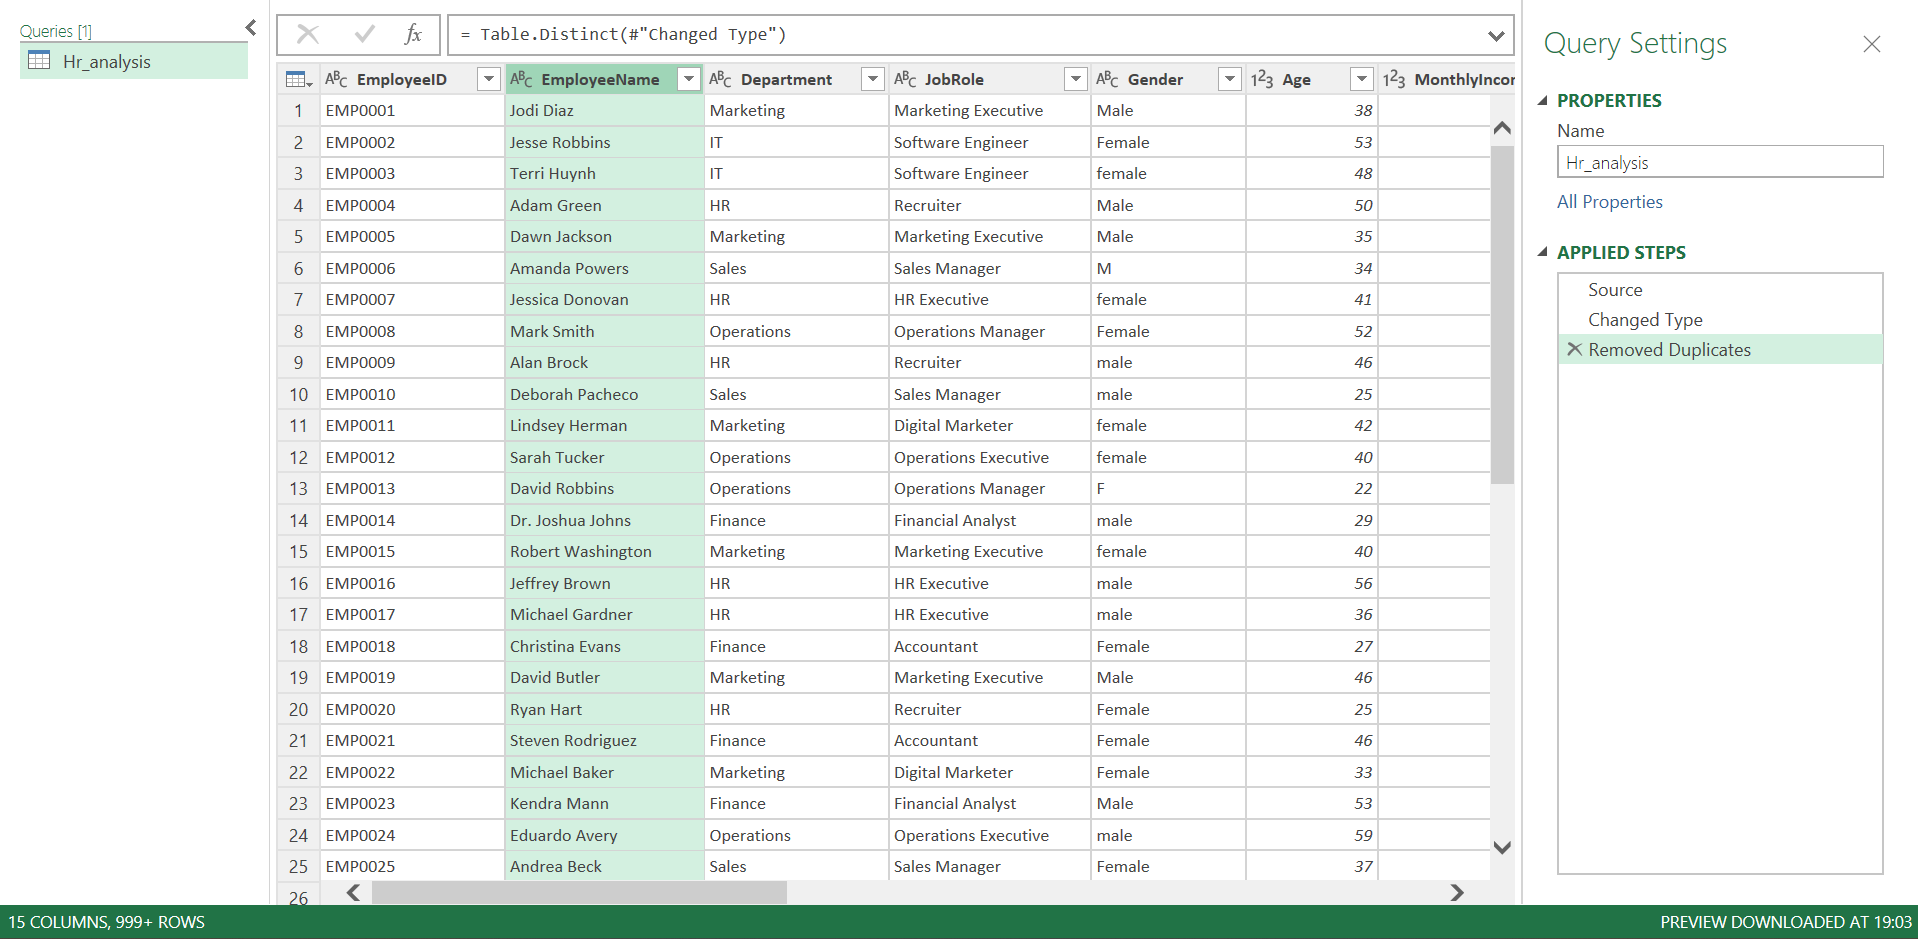 Queries [1]
Hr_analysis
fx
= Table.Distinct(#"Changed Type")
ABC EmployeeID ABC EmployeeName ABC Department ABC JobRole ABC Gender 123 Age 123 MonthlyIncor
1 EMP0001 Jodi Diaz Marketing Marketing Executive Male 38
2 EMP0002 Jesse Robbins IT Software Engineer Female 53
3 EMP0003 Terri Huynh IT Software Engineer female 48
4 EMP0004 Adam Green HR Recruiter Male 50
5 EMP0005 Dawn Jackson Marketing Marketing Executive Male 35
6 EMP0006 Amanda Powers Sales Sales Manager M 34
7 EMP0007 Jessica Donovan HR HR Executive female 41
8 EMP0008 Mark Smith Operations Operations Manager Female 52
9 EMP0009 Alan Brock HR Recruiter male 46
10 EMP0010 Deborah Pacheco Sales Sales Manager male 25
11 EMP0011 Lindsey Herman Marketing Digital Marketer female 42
12 EMP0012 Sarah Tucker Operations Operations Executive female 40
13 EMP0013 David Robbins Operations Operations Manager F 22
14 EMP0014 Dr. Joshua Johns Finance Financial Analyst male 29
15 EMP0015 Robert Washington Marketing Marketing Executive female 40
16 EMP0016 Jeffrey Brown HR HR Executive male 56
17 EMP0017 Michael Gardner HR HR Executive male 36
18 EMP0018 Christina Evans Finance Accountant Female 27
19 EMP0019 David Butler Marketing Marketing Executive Male 46
20 EMP0020 Ryan Hart HR Recruiter Female 25
21 EMP0021 Steven Rodriguez Finance Accountant Female 46
22 EMP0022 Michael Baker Marketing Digital Marketer Female 33
23 EMP0023 Kendra Mann Finance Financial Analyst Male 53
24 EMP0024 Eduardo Avery Operations Operations Executive male 59
25 EMP0025 Andrea Beck Sales Sales Manager Female 37
26
Query Settings
PROPERTIES
Name
Hr_analysis
All Properties
APPLIED STEPS
Source
Changed Type
Removed Duplicates
15 COLUMNS, 999+ ROWS
PREVIEW DOWNLOADED AT 19:03